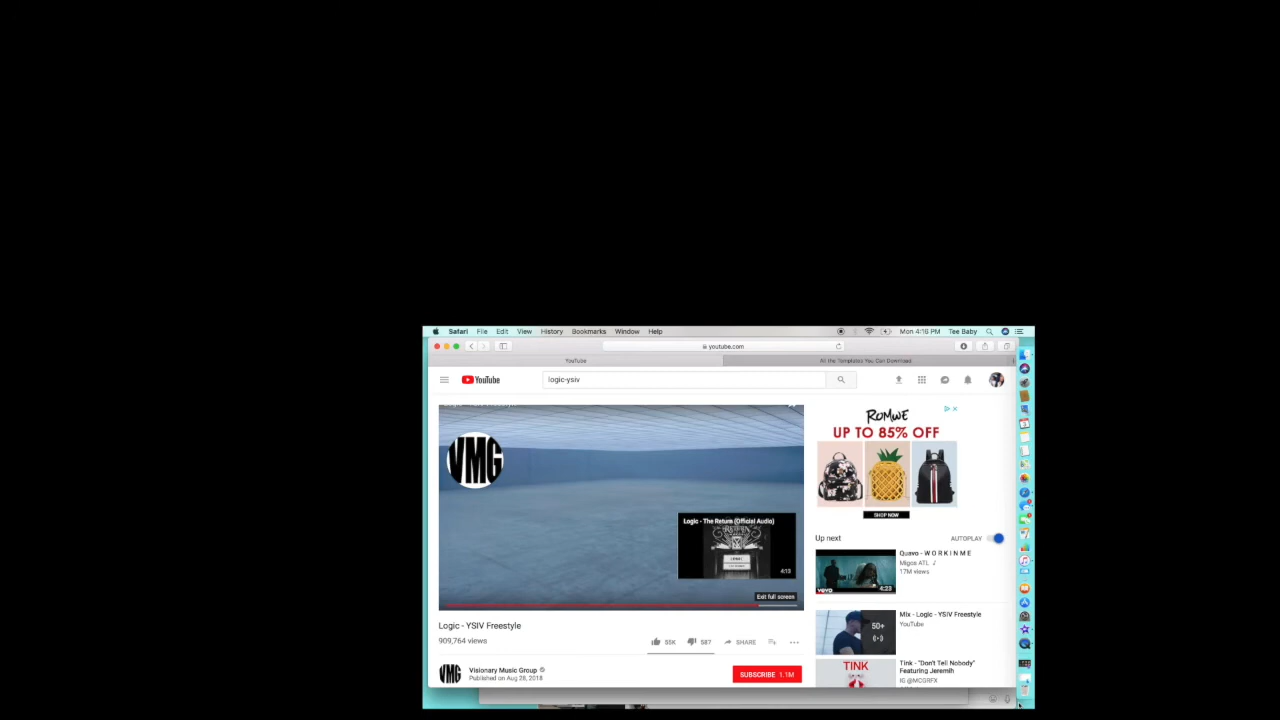 Safari File Edit View History Bookmarks Window Help Mon 4:16 PM Tee Baby
youtube.com
YouTube All the Templates You Can Download
YouTube logic-ysiv
VMG
Logic - The Return (Official Audio)
4:13
Exit full screen
ROMWE
UP TO 85% OFF
SHOP NOW
Up next AUTOPLAY
Quavo - W O R K I N M E
Migos ATL ♪
17M views
vevo 4:23
Mix - Logic - YSIV Freestyle
YouTube
50+
Tink - "Don't Tell Nobody"
Featuring Jeremih
IG @MCGRFX
TINK
Logic - YSIV Freestyle
909,764 views 55K 587 SHARE
VMG Visionary Music Group
Published on Aug 28, 2018
SUBSCRIBE 1.1M